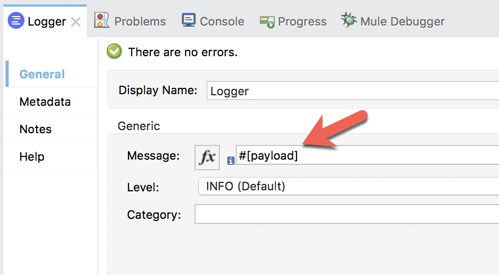 Logger Problems Console Progress Mule Debugger
There are no errors.
General
Metadata
Notes
Help
Display Name: Logger
Generic
Message: fx #[payload]
Level: INFO (Default)
Category: